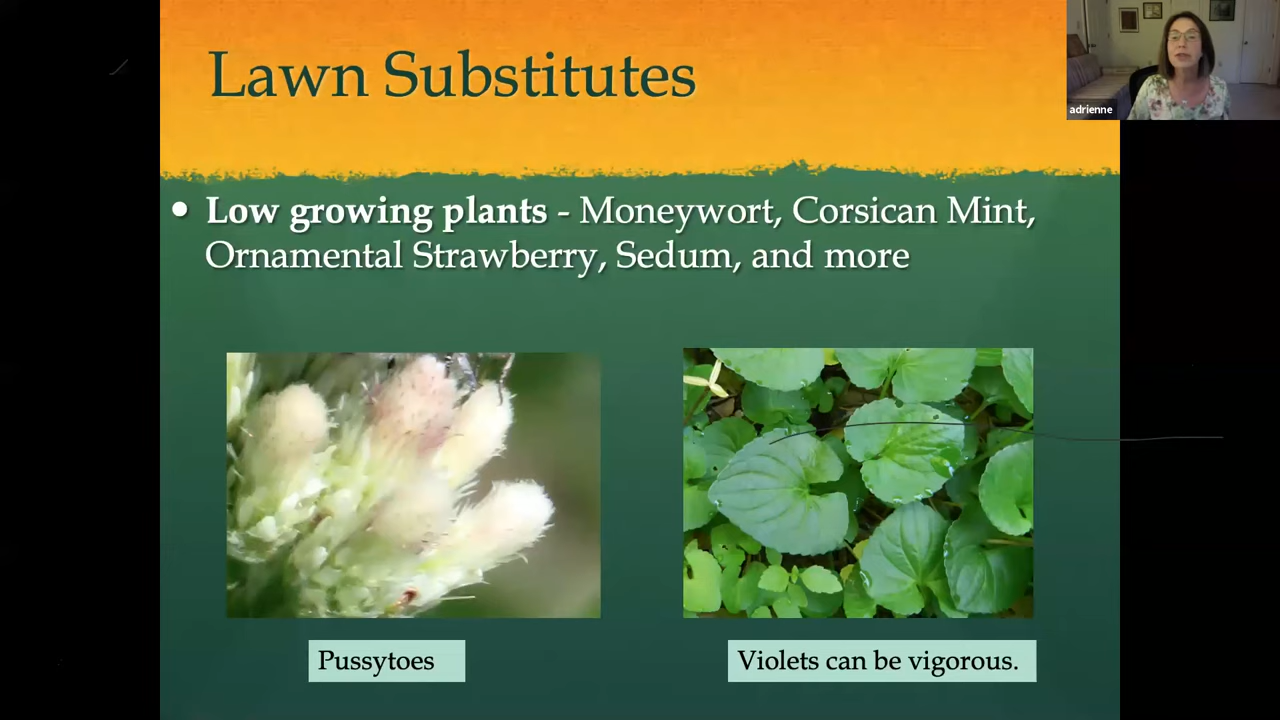 Lawn Substitutes
adrienne
• Low growing plants - Moneywort, Corsican Mint,
Ornamental Strawberry, Sedum, and more
Pussytoes
Violets can be vigorous.